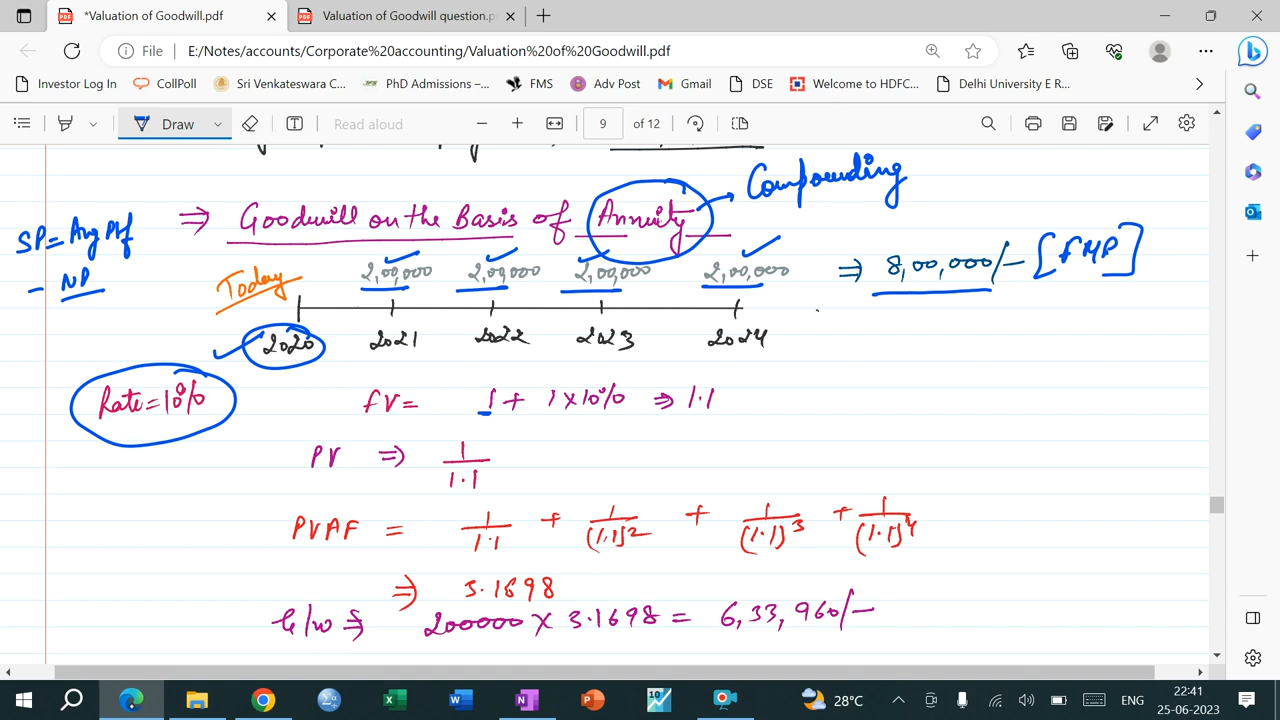 *Valuation of Goodwill.pdf
Valuation of Goodwill question.p
File E:/Notes/accounts/Corporate%20accounting/Valuation%20of%20Goodwill.pdf
Investor Log In CollPoll Sri Venkateswara C... PhD Admissions –... FMS Adv Post Gmail DSE Welcome to HDFC... Delhi University E R...
Draw Read aloud 9 of 12
Compounding
⇒ Goodwill on the Basis of Annuity
SP = Avg Prf
- NP
Today 2,00,000 2,00,000 2,00,000 2,00,000 ⇒ 8,00,000/- [FMP]
2020 2021 2022 2023 2024
Rate = 10%
FV = 1 + 1 × 10% ⇒ 1.1
PV ⇒ 1/1.1
PVAF = 1/1.1 + 1/(1.1)2 + 1/(1.1)3 + 1/(1.1)4
⇒ 3.1698
G/w ⇒ 200000 × 3.1698 = 6,33,960/-
28°C ENG 22:41
25-06-2023